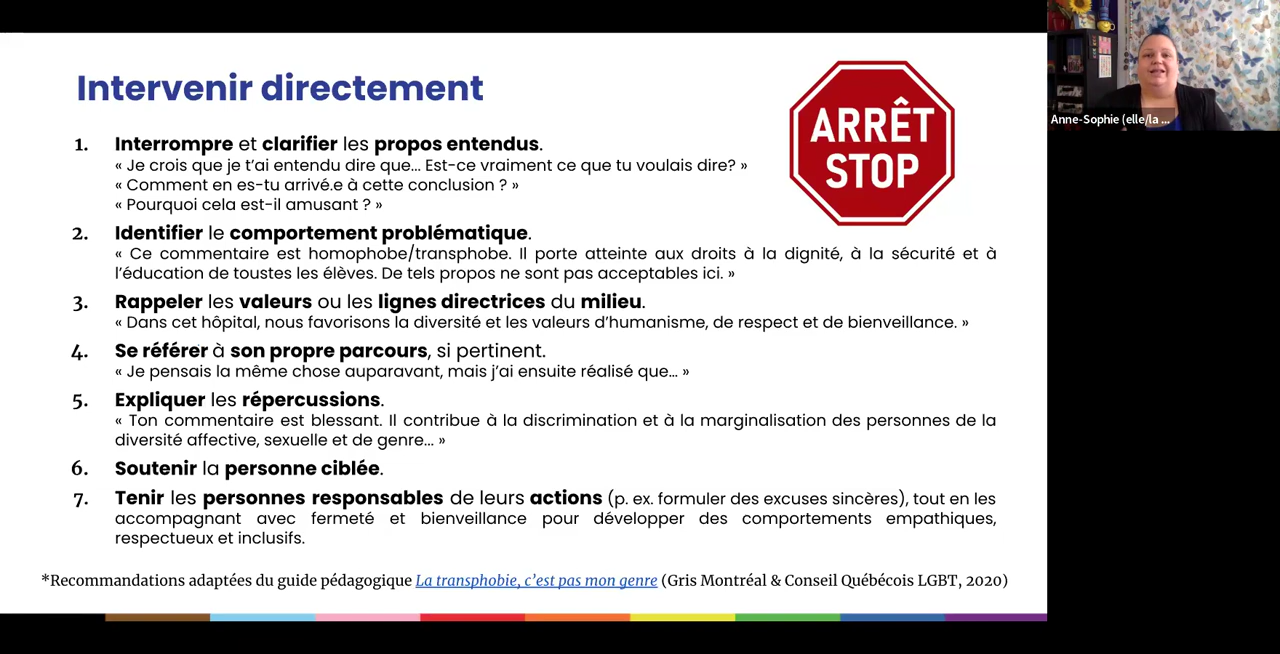 Intervenir directement
ARRÊT
STOP
1. Interrompre et clarifier les propos entendus.
« Je crois que je t’ai entendu dire que... Est-ce vraiment ce que tu voulais dire? »
« Comment en es-tu arrivé.e à cette conclusion ? »
« Pourquoi cela est-il amusant ? »
2. Identifier le comportement problématique.
« Ce commentaire est homophobe/transphobe. Il porte atteinte aux droits à la dignité, à la sécurité et à
l’éducation de toustes les élèves. De tels propos ne sont pas acceptables ici. »
3. Rappeler les valeurs ou les lignes directrices du milieu.
« Dans cet hôpital, nous favorisons la diversité et les valeurs d’humanisme, de respect et de bienveillance. »
4. Se référer à son propre parcours, si pertinent.
« Je pensais la même chose auparavant, mais j’ai ensuite réalisé que... »
5. Expliquer les répercussions.
« Ton commentaire est blessant. Il contribue à la discrimination et à la marginalisation des personnes de la
diversité affective, sexuelle et de genre... »
6. Soutenir la personne ciblée.
7. Tenir les personnes responsables de leurs actions (p. ex. formuler des excuses sincères), tout en les
accompagnant avec fermeté et bienveillance pour développer des comportements empathiques,
respectueux et inclusifs.
*Recommandations adaptées du guide pédagogique La transphobie, c’est pas mon genre (Gris Montréal & Conseil Québécois LGBT, 2020)
Anne-Sophie (elle/la ...